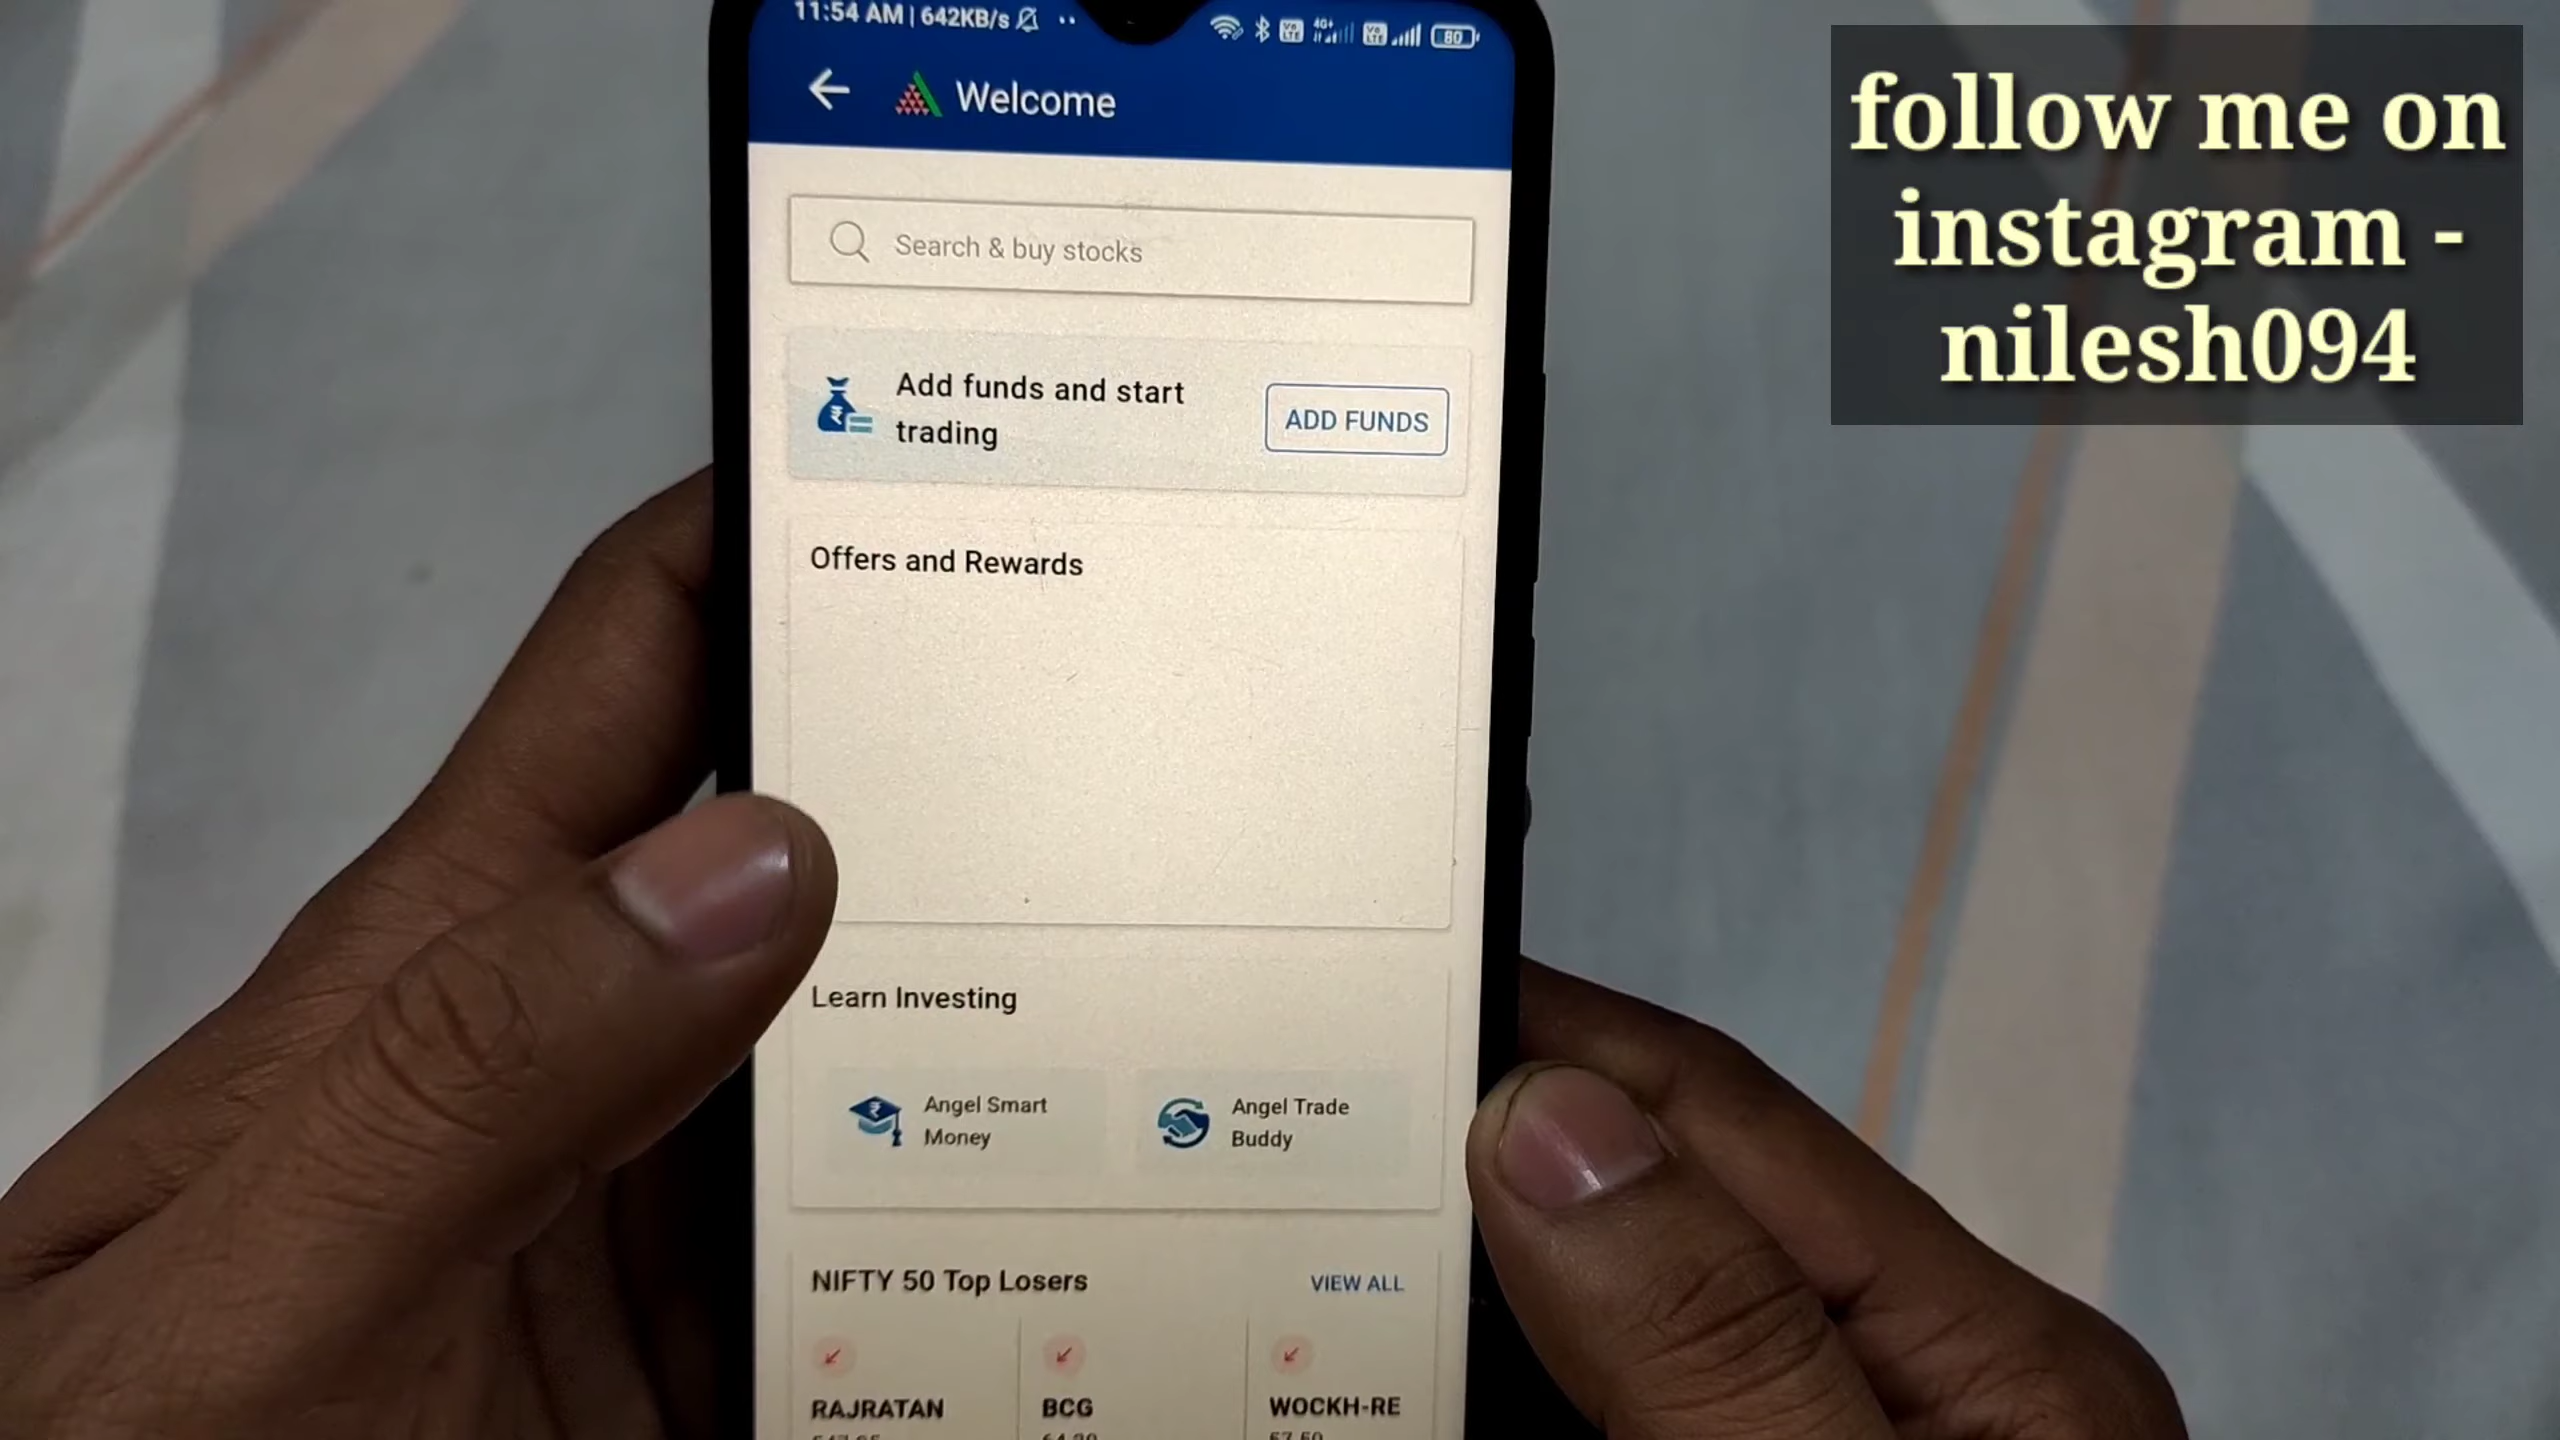 11:54 AM | 642KB/s
80
Welcome
Search & buy stocks
Add funds and start
trading
ADD FUNDS
Offers and Rewards
Learn Investing
Angel Smart
Money
Angel Trade
Buddy
NIFTY 50 Top Losers
VIEW ALL
RAJRATAN
BCG
WOCKH-RE
follow me on
instagram -
nilesh094